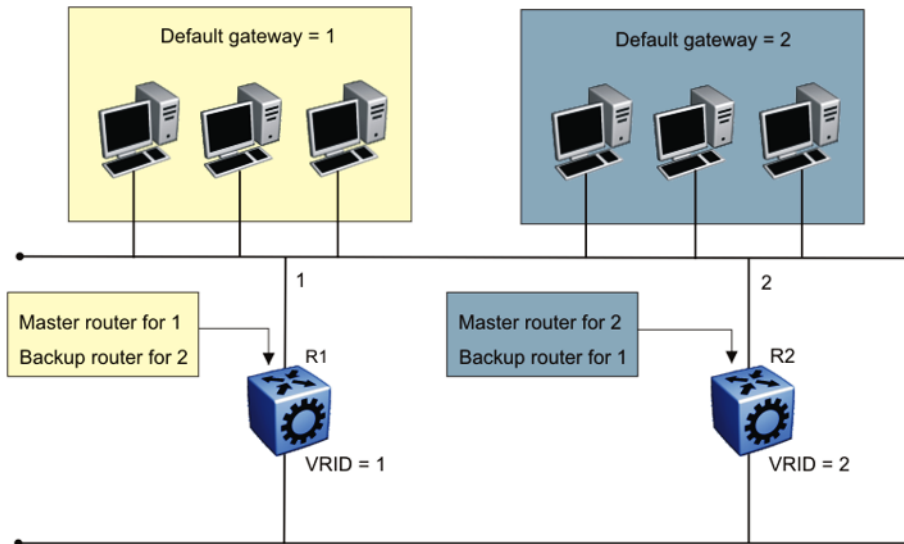 Default gateway = 1
Default gateway = 2
1
2
Master router for 1
Backup router for 2
Master router for 2
Backup router for 1
R1
R2
VRID = 1
VRID = 2